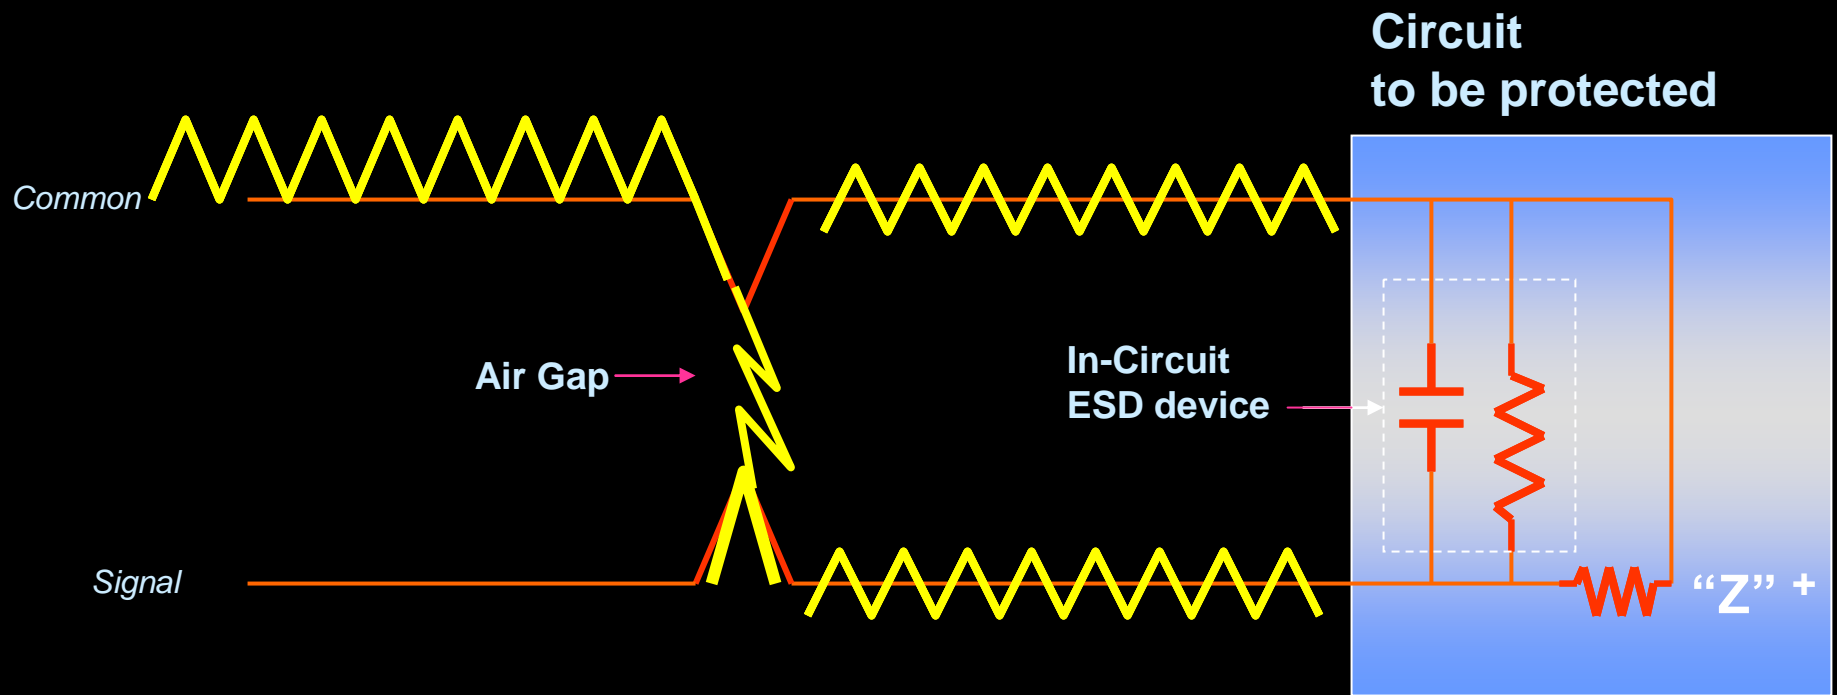 Circuit
to be protected
Common
Air Gap
In-Circuit
ESD device
Signal
“Z” +